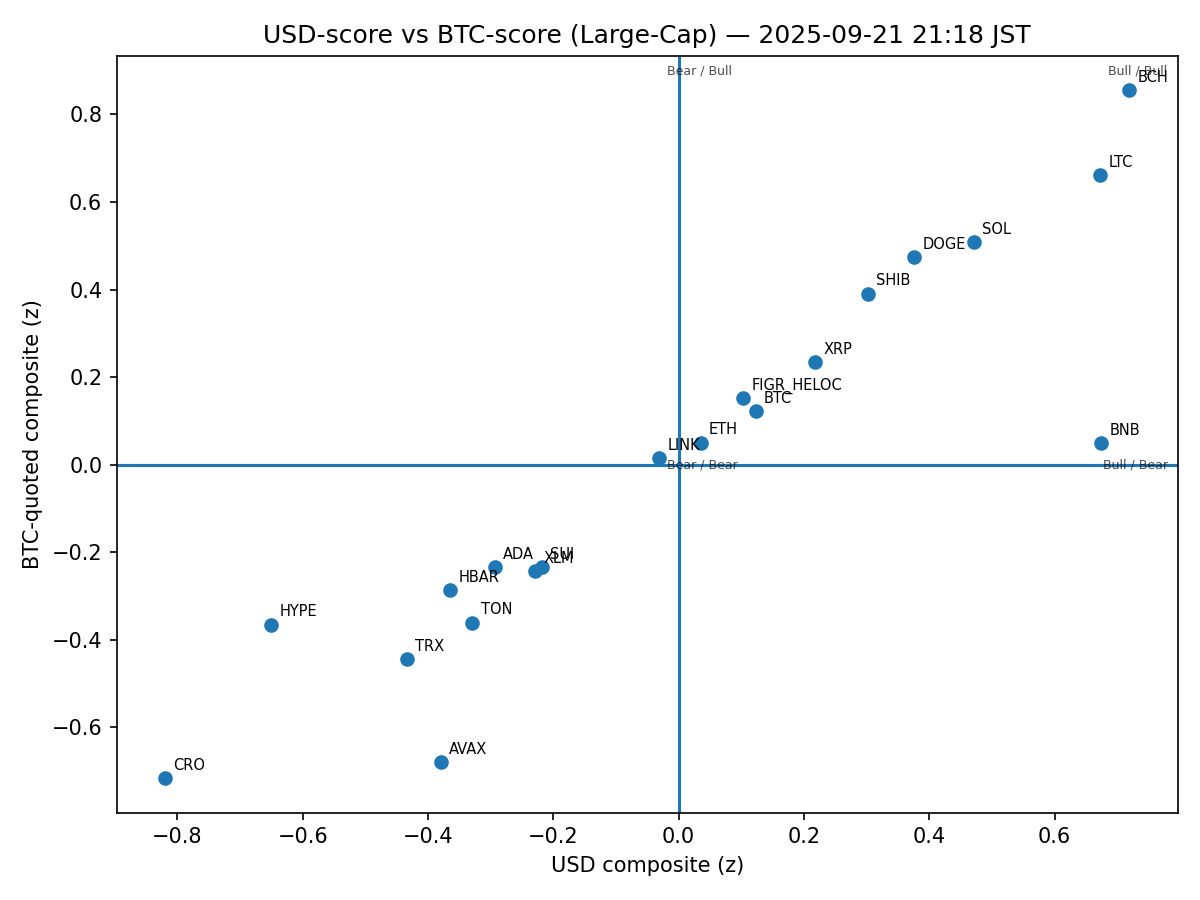 USD-score vs BTC-score (Large-Cap) — 2025-09-21 21:18 JST
Bear / Bull
Bull / Bull
BCH
LTC
SOL
DOGE
SHIB
XRP
FIGR_HELOC
BTC
ETH
BNB
LINK
Bear / Bear
Bull / Bear
ADA
SUI
XLM
HBAR
TON
HYPE
TRX
AVAX
CRO
0.8
0.6
0.4
0.2
0.0
−0.2
−0.4
−0.6
BTC-quoted composite (z)
−0.8
−0.6
−0.4
−0.2
0.0
0.2
0.4
0.6
USD composite (z)